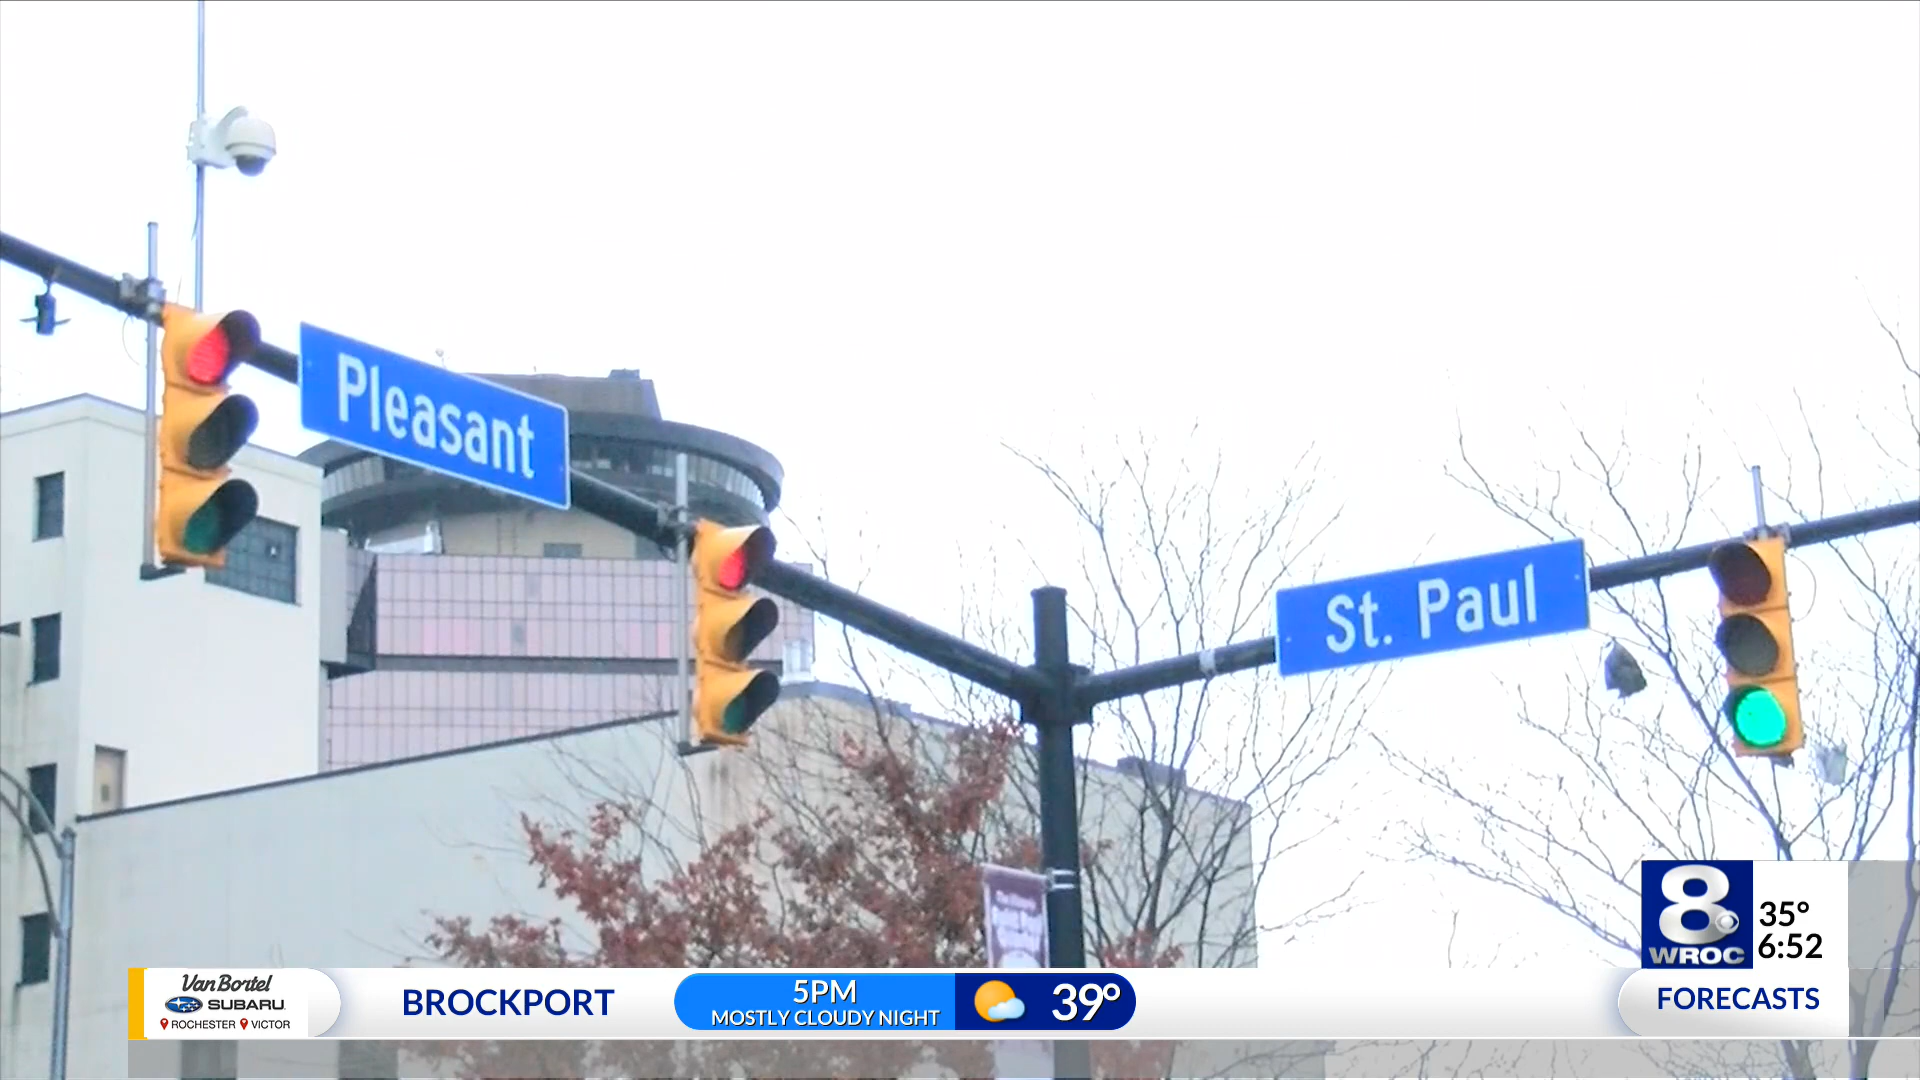 Pleasant
St. Paul
8
WROC
35°
6:52
Van Bortel
SUBARU
ROCHESTER VICTOR
BROCKPORT
5PM
MOSTLY CLOUDY NIGHT
39°
FORECASTS